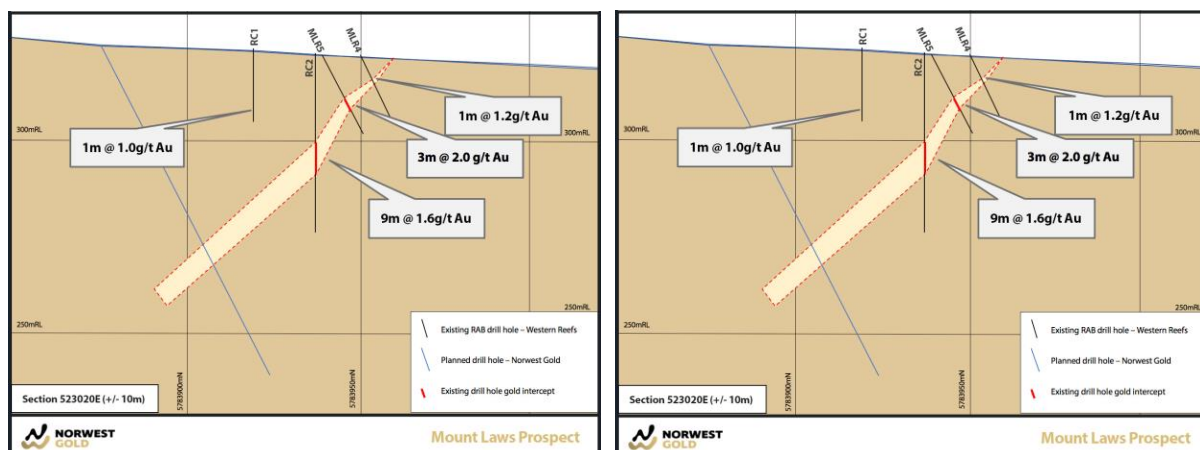 RC1
MLR5
MLR4
RC2
1m @ 1.2g/t Au
1m @ 1.0g/t Au
300mRL
300mRL
3m @ 2.0 g/t Au
9m @ 1.6g/t Au
250mRL
250mRL
Existing RAB drill hole – Western Reefs
Planned drill hole – Norwest Gold
Existing drill hole gold intercept
5783900mN
5783950mN
Section 523020E (+/- 10m)
NORWEST
GOLD
Mount Laws Prospect
RC1
MLR5
MLR4
RC2
1m @ 1.2g/t Au
1m @ 1.0g/t Au
300mRL
300mRL
3m @ 2.0 g/t Au
9m @ 1.6g/t Au
250mRL
250mRL
Existing RAB drill hole – Western Reefs
Planned drill hole – Norwest Gold
Existing drill hole gold intercept
5783900mN
5783950mN
Section 523020E (+/- 10m)
NORWEST
GOLD
Mount Laws Prospect